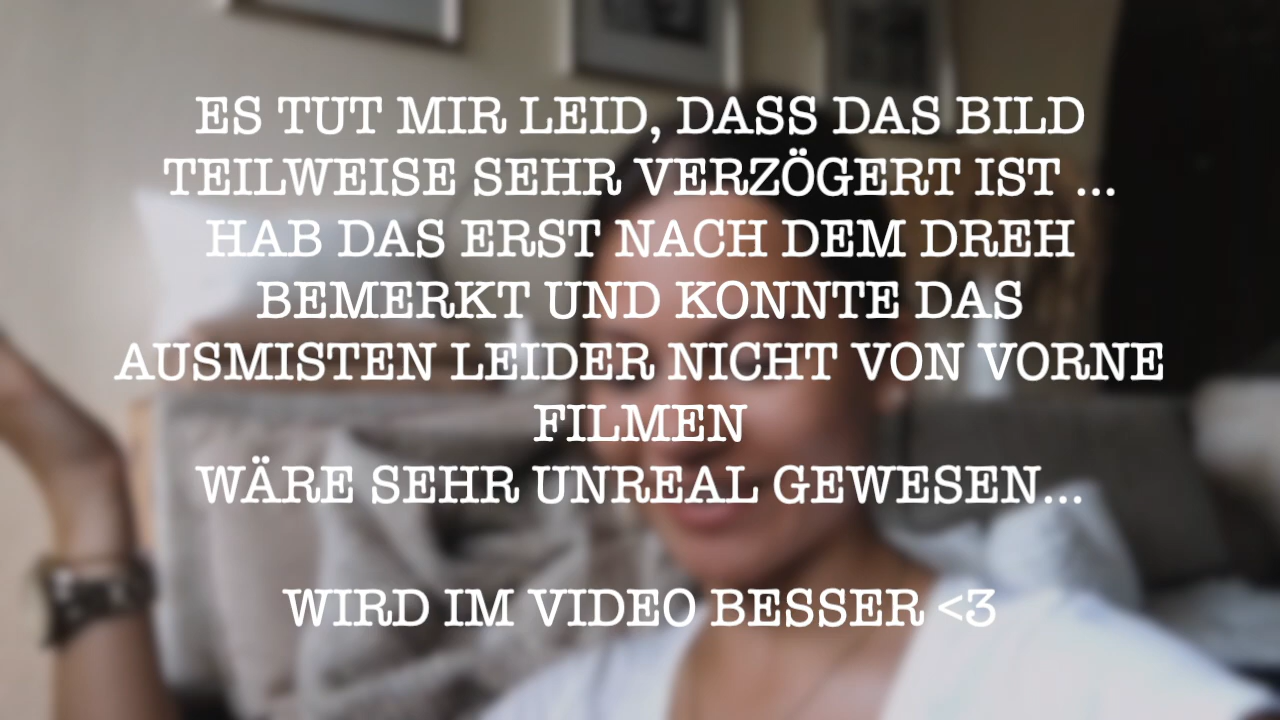 ES TUT MIR LEID, DASS DAS BILD
TEILWEISE SEHR VERZÖGERT IST ...
HAB DAS ERST NACH DEM DREH
BEMERKT UND KONNTE DAS
AUSMISTEN LEIDER NICHT VON VORNE
FILMEN
WÄRE SEHR UNREAL GEWESEN...
WIRD IM VIDEO BESSER <3